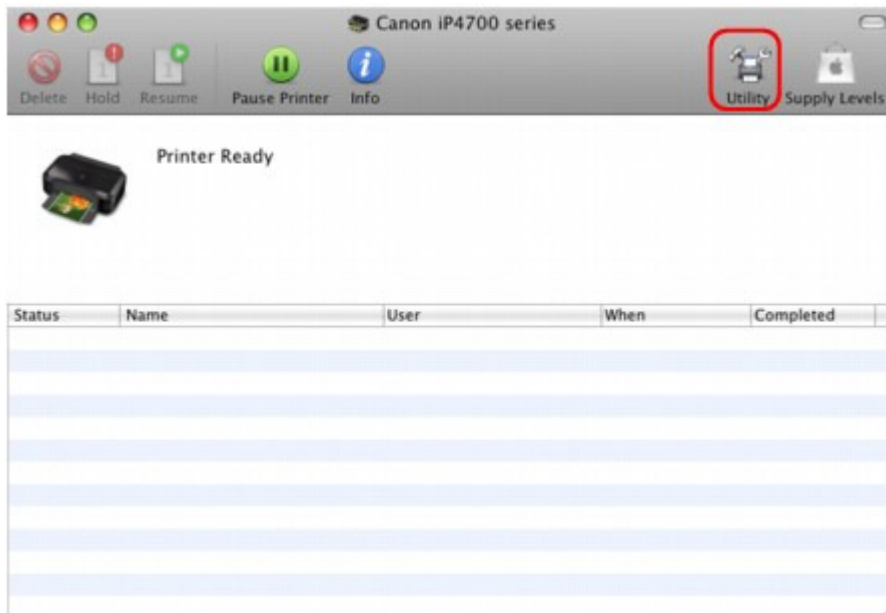 Canon iP4700 series
Delete Hold Resume Pause Printer Info Utility Supply Levels
Printer Ready
Status Name User When Completed